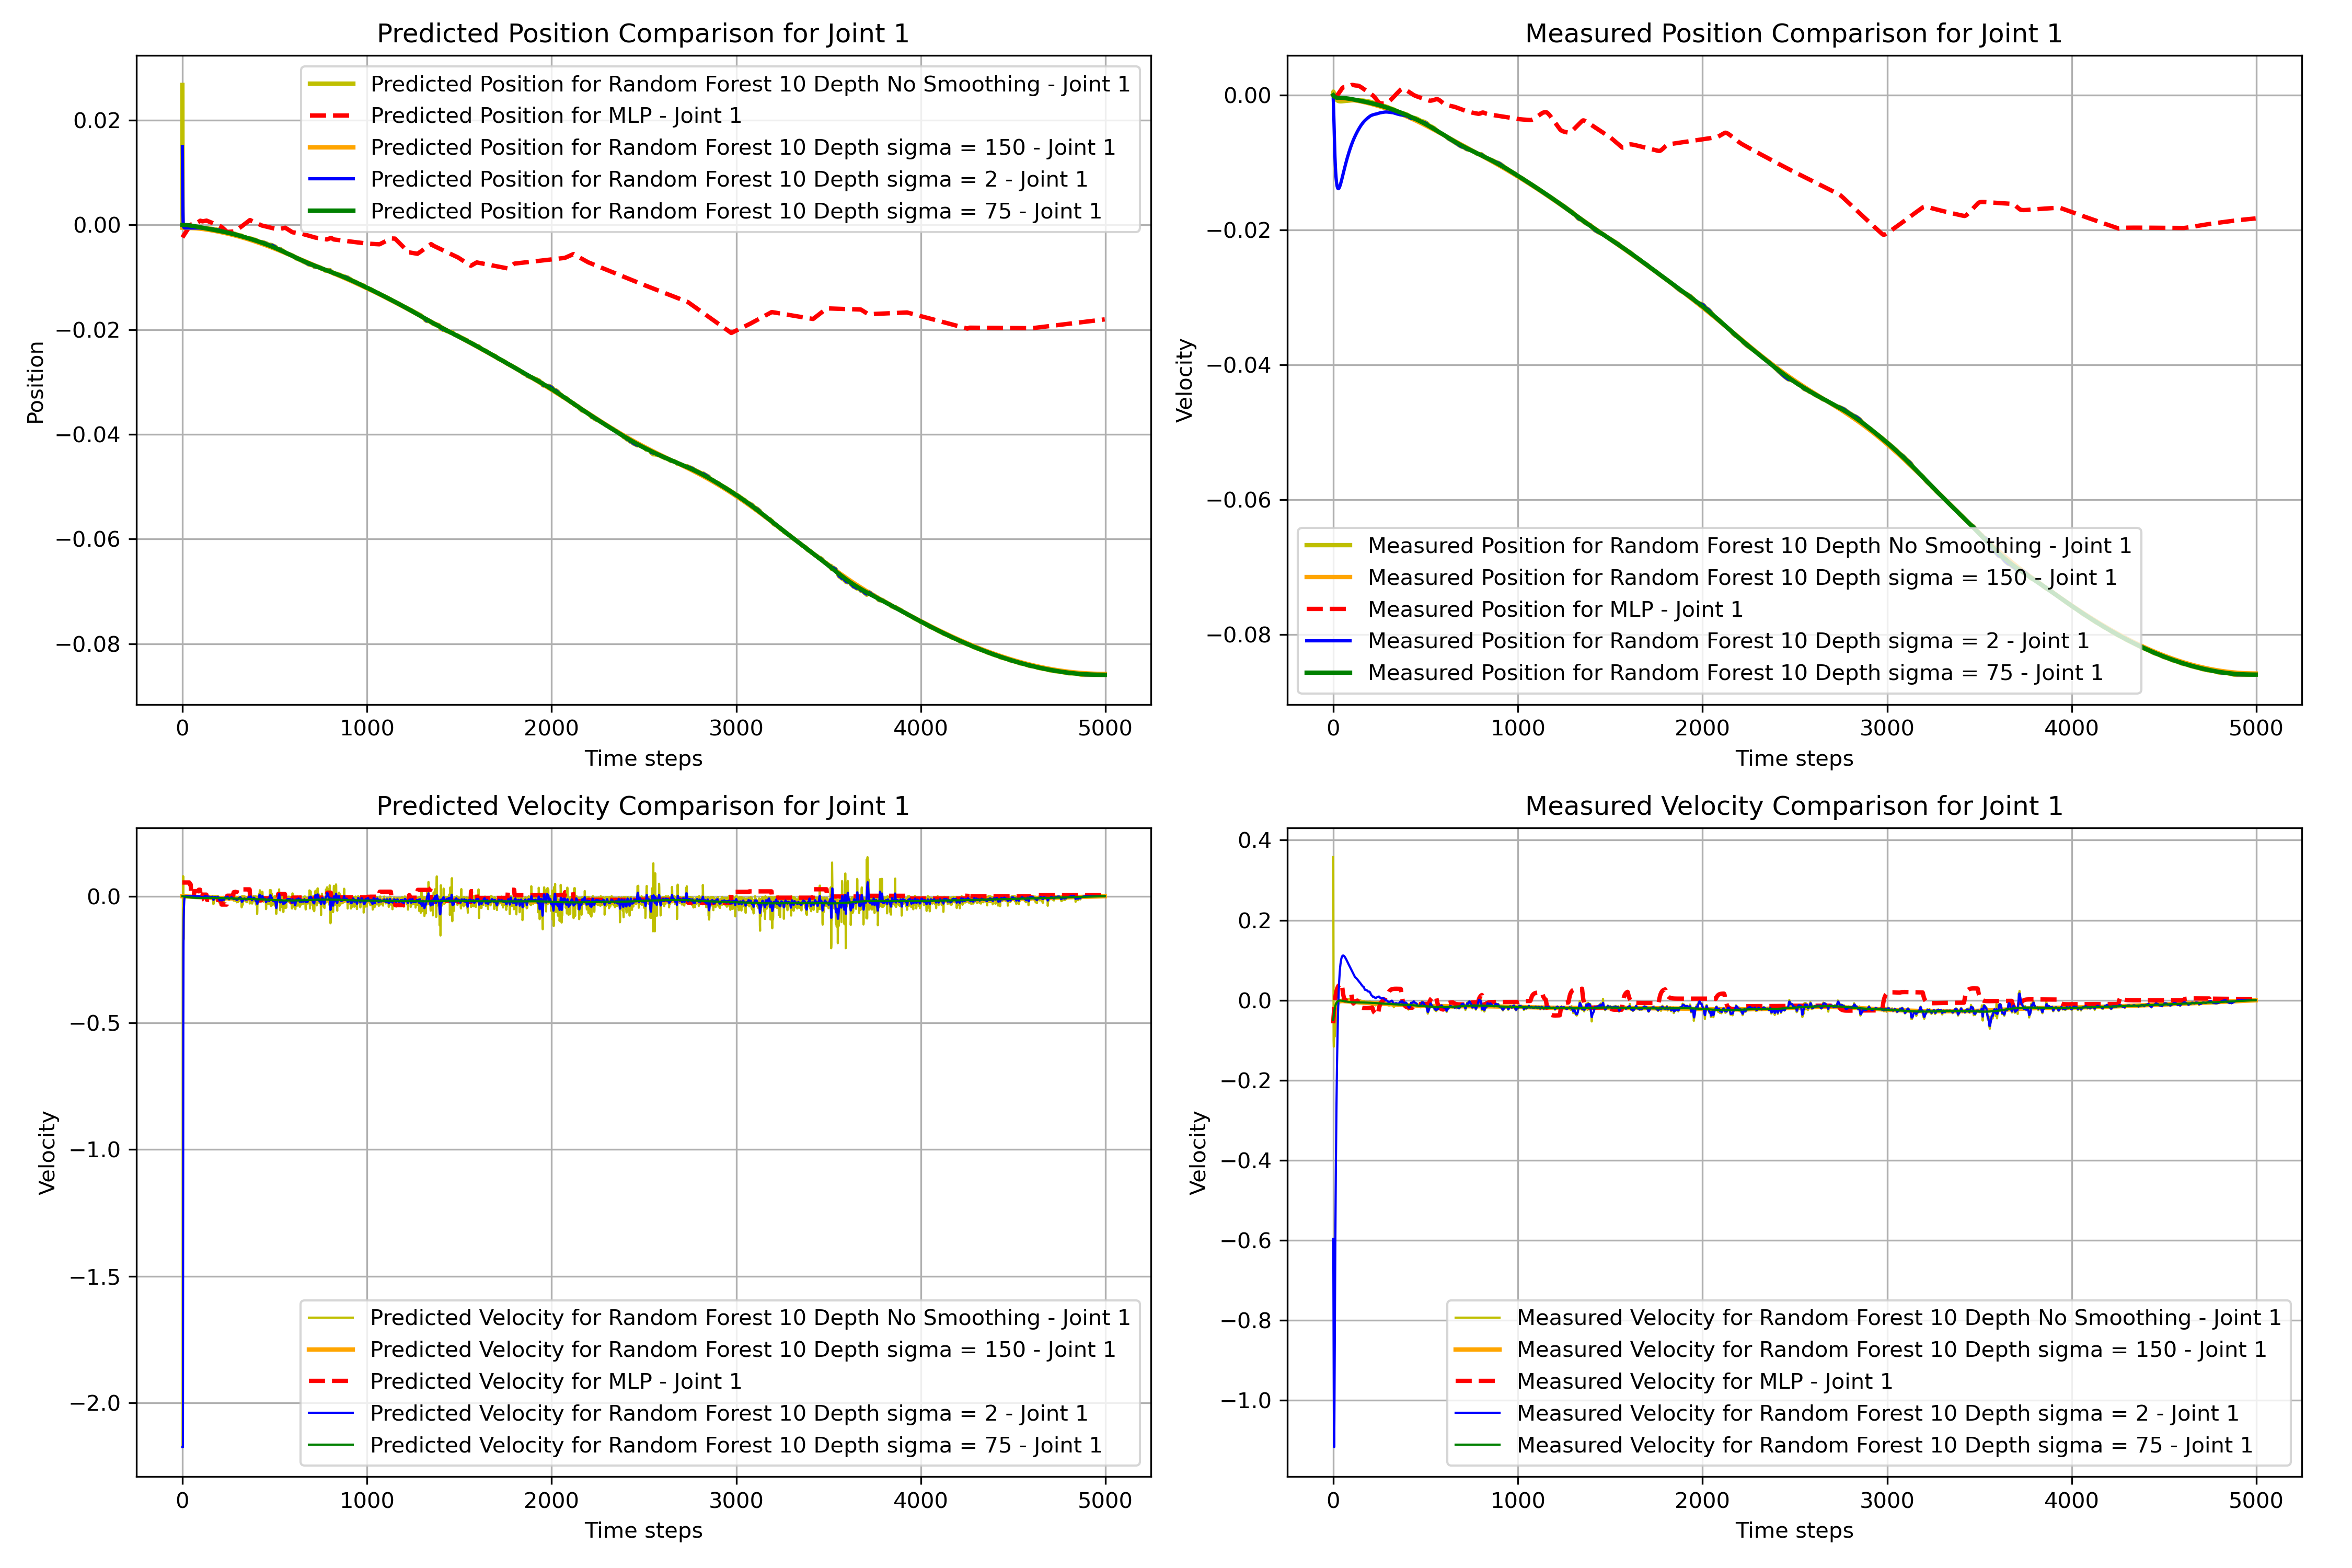 Predicted Position Comparison for Joint 1
0.02
0.00
−0.02
−0.04
−0.06
−0.08
Position
Predicted Position for Random Forest 10 Depth No Smoothing - Joint 1
Predicted Position for MLP - Joint 1
Predicted Position for Random Forest 10 Depth sigma = 150 - Joint 1
Predicted Position for Random Forest 10 Depth sigma = 2 - Joint 1
Predicted Position for Random Forest 10 Depth sigma = 75 - Joint 1
0 1000 2000 3000 4000 5000
Time steps
Measured Position Comparison for Joint 1
0.00
−0.02
−0.04
−0.06
−0.08
Velocity
Measured Position for Random Forest 10 Depth No Smoothing - Joint 1
Measured Position for Random Forest 10 Depth sigma = 150 - Joint 1
Measured Position for MLP - Joint 1
Measured Position for Random Forest 10 Depth sigma = 2 - Joint 1
Measured Position for Random Forest 10 Depth sigma = 75 - Joint 1
0 1000 2000 3000 4000 5000
Time steps
Predicted Velocity Comparison for Joint 1
0.0
−0.5
−1.0
−1.5
−2.0
Velocity
Predicted Velocity for Random Forest 10 Depth No Smoothing - Joint 1
Predicted Velocity for Random Forest 10 Depth sigma = 150 - Joint 1
Predicted Velocity for MLP - Joint 1
Predicted Velocity for Random Forest 10 Depth sigma = 2 - Joint 1
Predicted Velocity for Random Forest 10 Depth sigma = 75 - Joint 1
0 1000 2000 3000 4000 5000
Time steps
Measured Velocity Comparison for Joint 1
0.4
0.2
0.0
−0.2
−0.4
−0.6
−0.8
−1.0
Velocity
Measured Velocity for Random Forest 10 Depth No Smoothing - Joint 1
Measured Velocity for Random Forest 10 Depth sigma = 150 - Joint 1
Measured Velocity for MLP - Joint 1
Measured Velocity for Random Forest 10 Depth sigma = 2 - Joint 1
Measured Velocity for Random Forest 10 Depth sigma = 75 - Joint 1
0 1000 2000 3000 4000 5000
Time steps